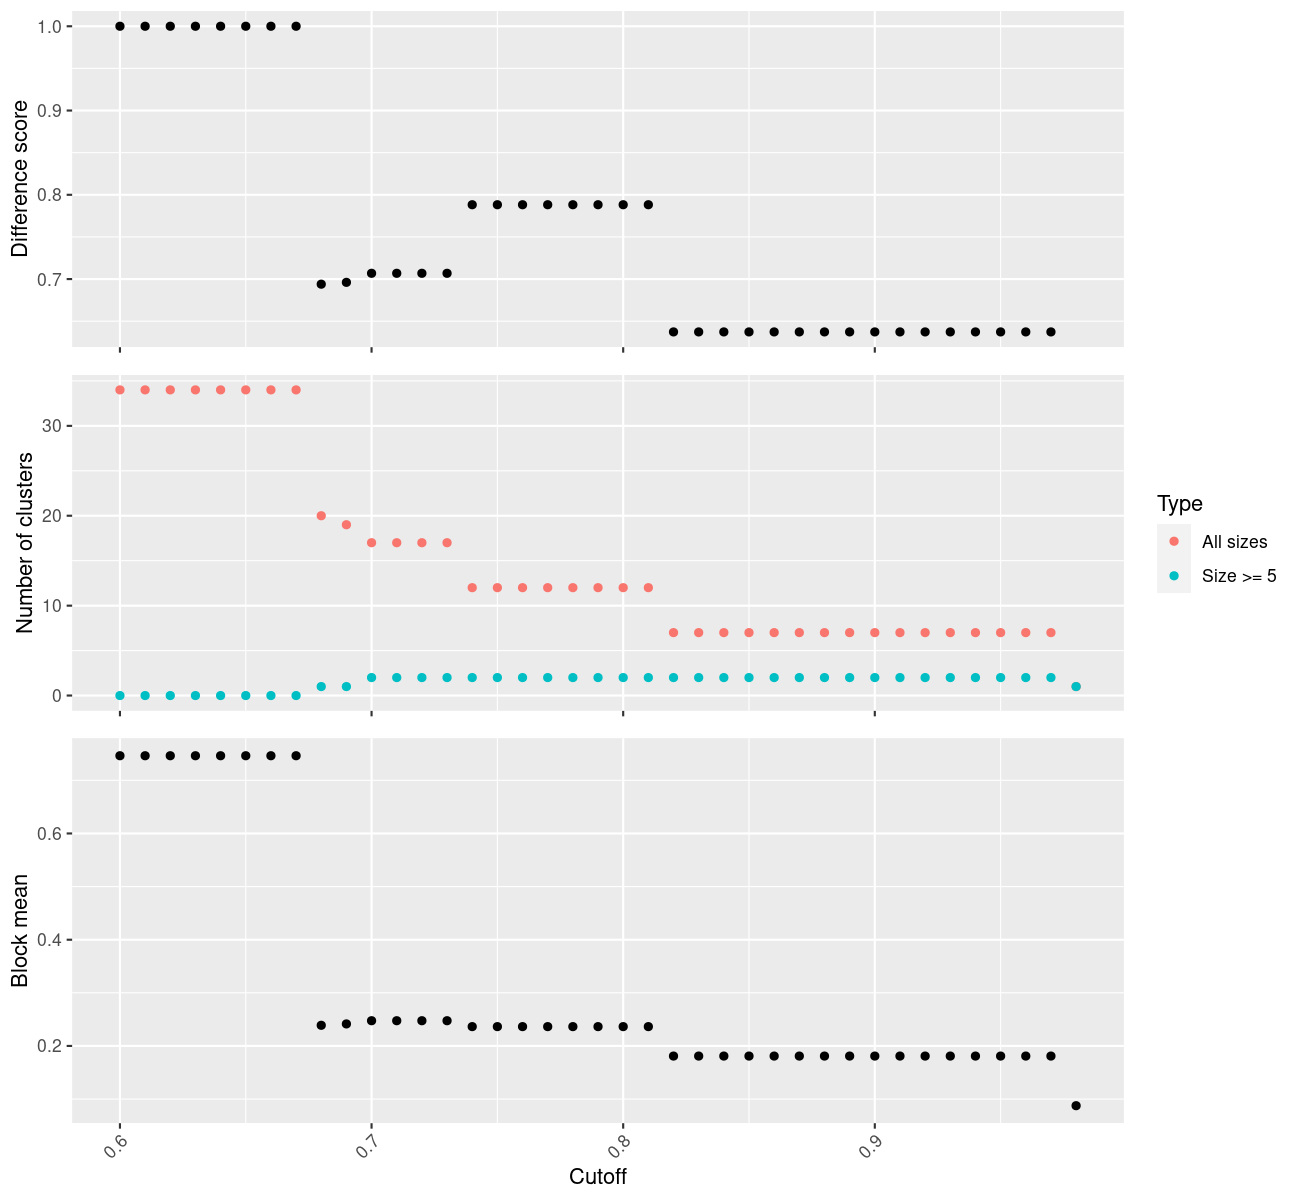 Difference score
1.0
0.9
0.8
0.7
Number of clusters
30
20
10
0
Type
All sizes
Size >= 5
Block mean
0.6
0.4
0.2
0.6
0.7
0.8
0.9
Cutoff